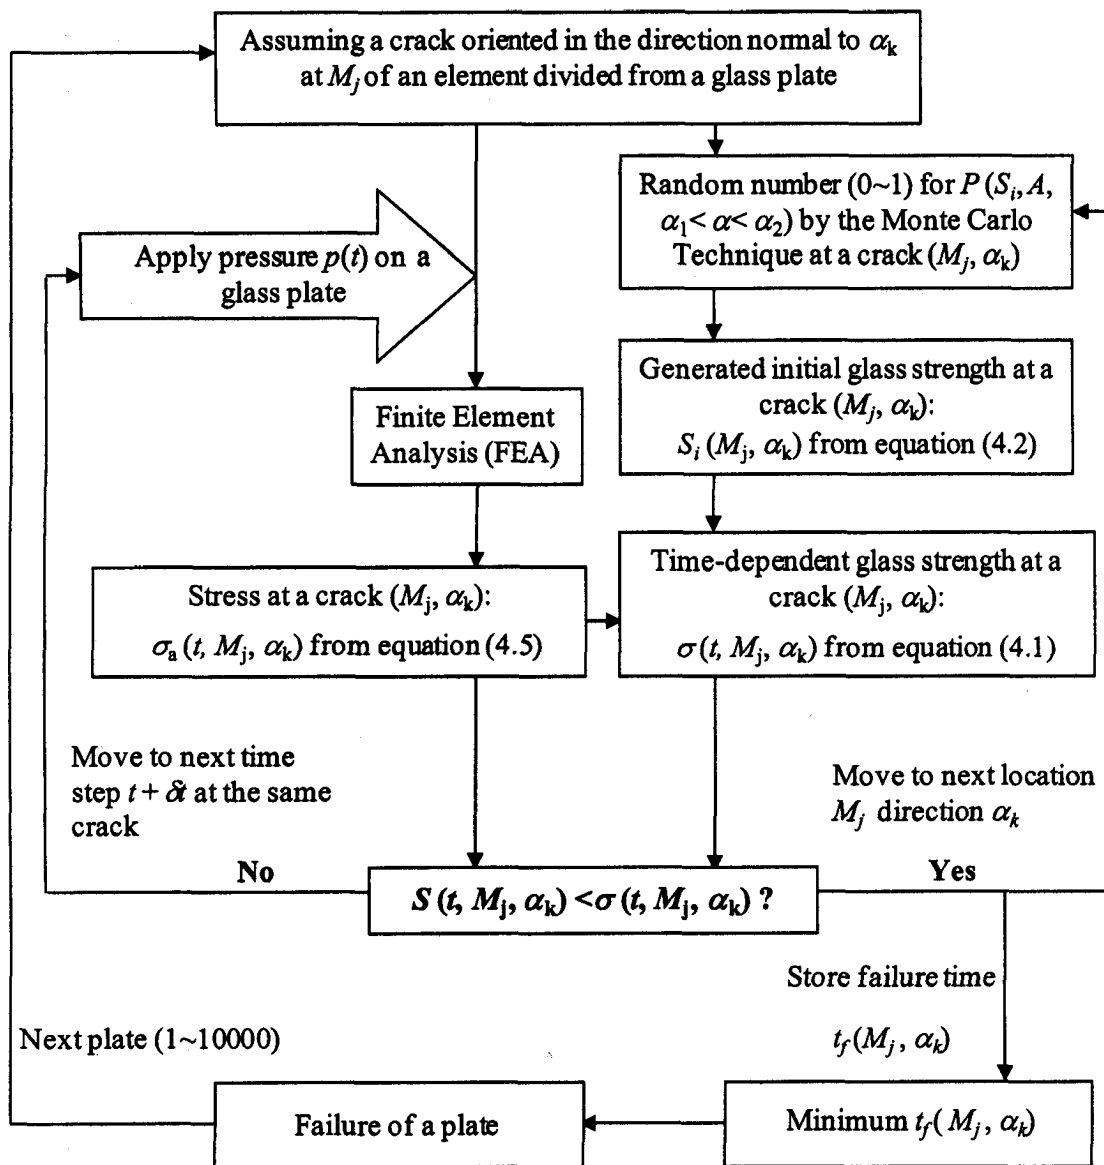 Assuming a crack oriented in the direction normal to αk
at Mj of an element divided from a glass plate
Random number (0~1) for P (Si, A,
α1< α< α2) by the Monte Carlo
Technique at a crack (Mj, αk)
Apply pressure p(t) on a
glass plate
Generated initial glass strength at a
crack (Mj, αk):
Si (Mj, αk) from equation (4.2)
Finite Element
Analysis (FEA)
Stress at a crack (Mj, αk):
σa (t, Mj, αk) from equation (4.5)
Time-dependent glass strength at a
crack (Mj, αk):
σ(t, Mj, αk) from equation (4.1)
Move to next time
step t + δt at the same
crack
Move to next location
Mj direction αk
No
Yes
S (t, Mj, αk) <σ (t, Mj, αk) ?
Store failure time
tf (Mj, αk)
Next plate (1~10000)
Failure of a plate
Minimum tf( Mj, αk)